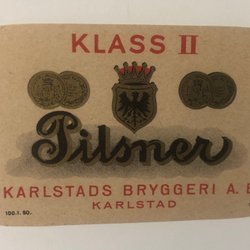 KLASS II
Pilsner
KARLSTADS BRYGGERI A. B
KARLSTAD
100.1.50.